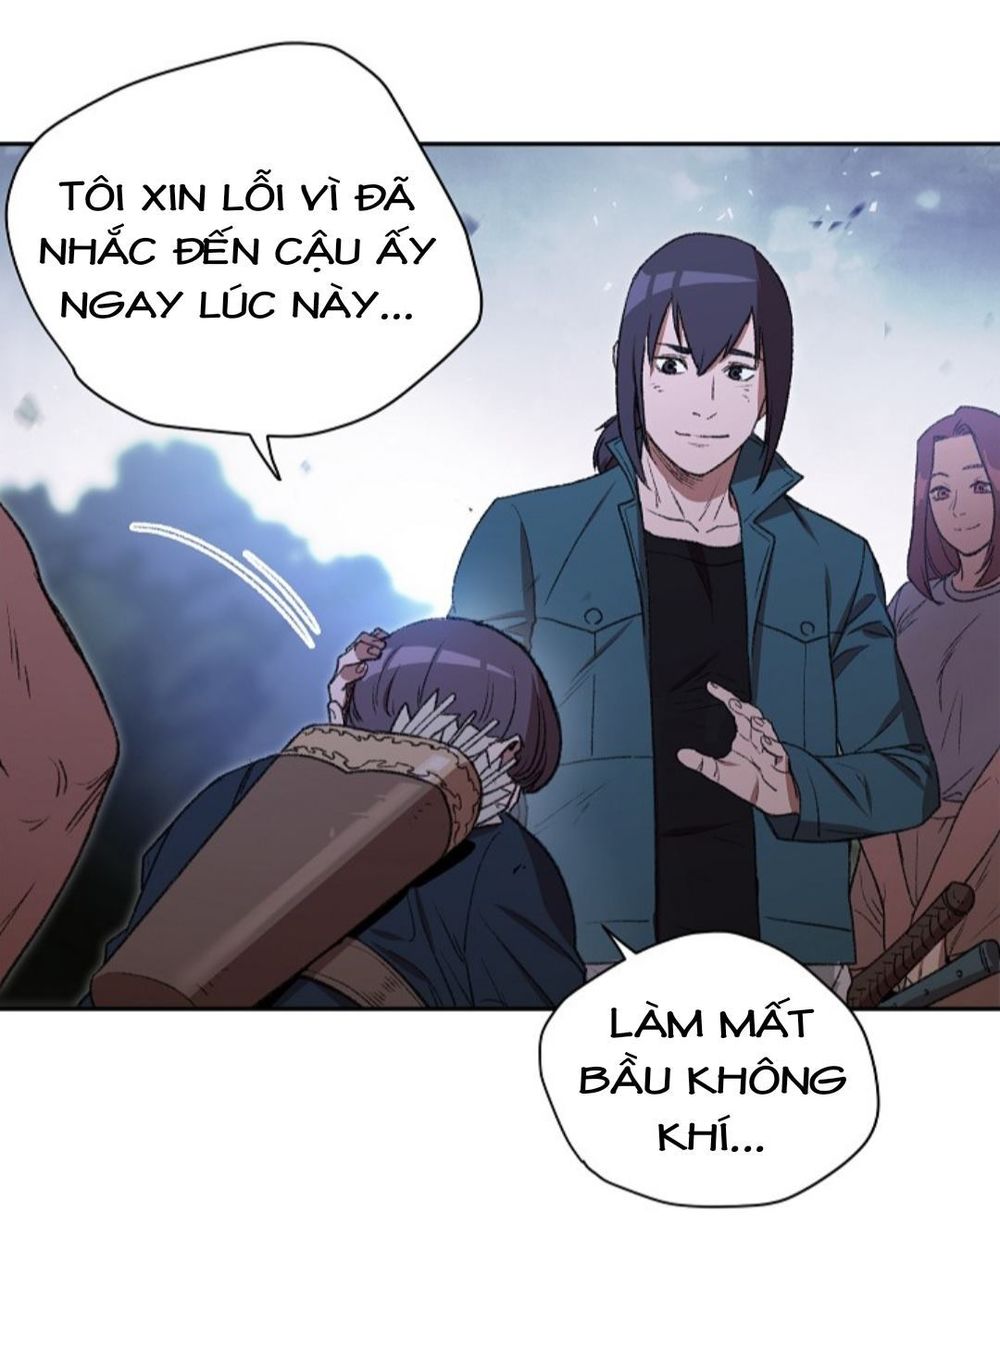 TÔI XIN LỖI VÌ ĐÃ
NHẮC ĐẾN CẬU ẤY
NGAY LÚC NÀY...
LÀM MẤT
BẦU KHÔNG
KHÍ...